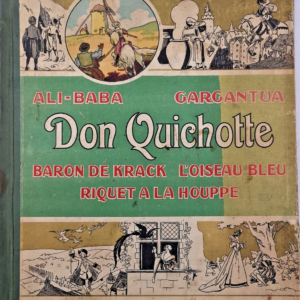 ALI-BABA GARGANTUA
Don Quichotte
BARON DE KRACK L'OISEAU BLEU
RIQUET A LA HOUPPE